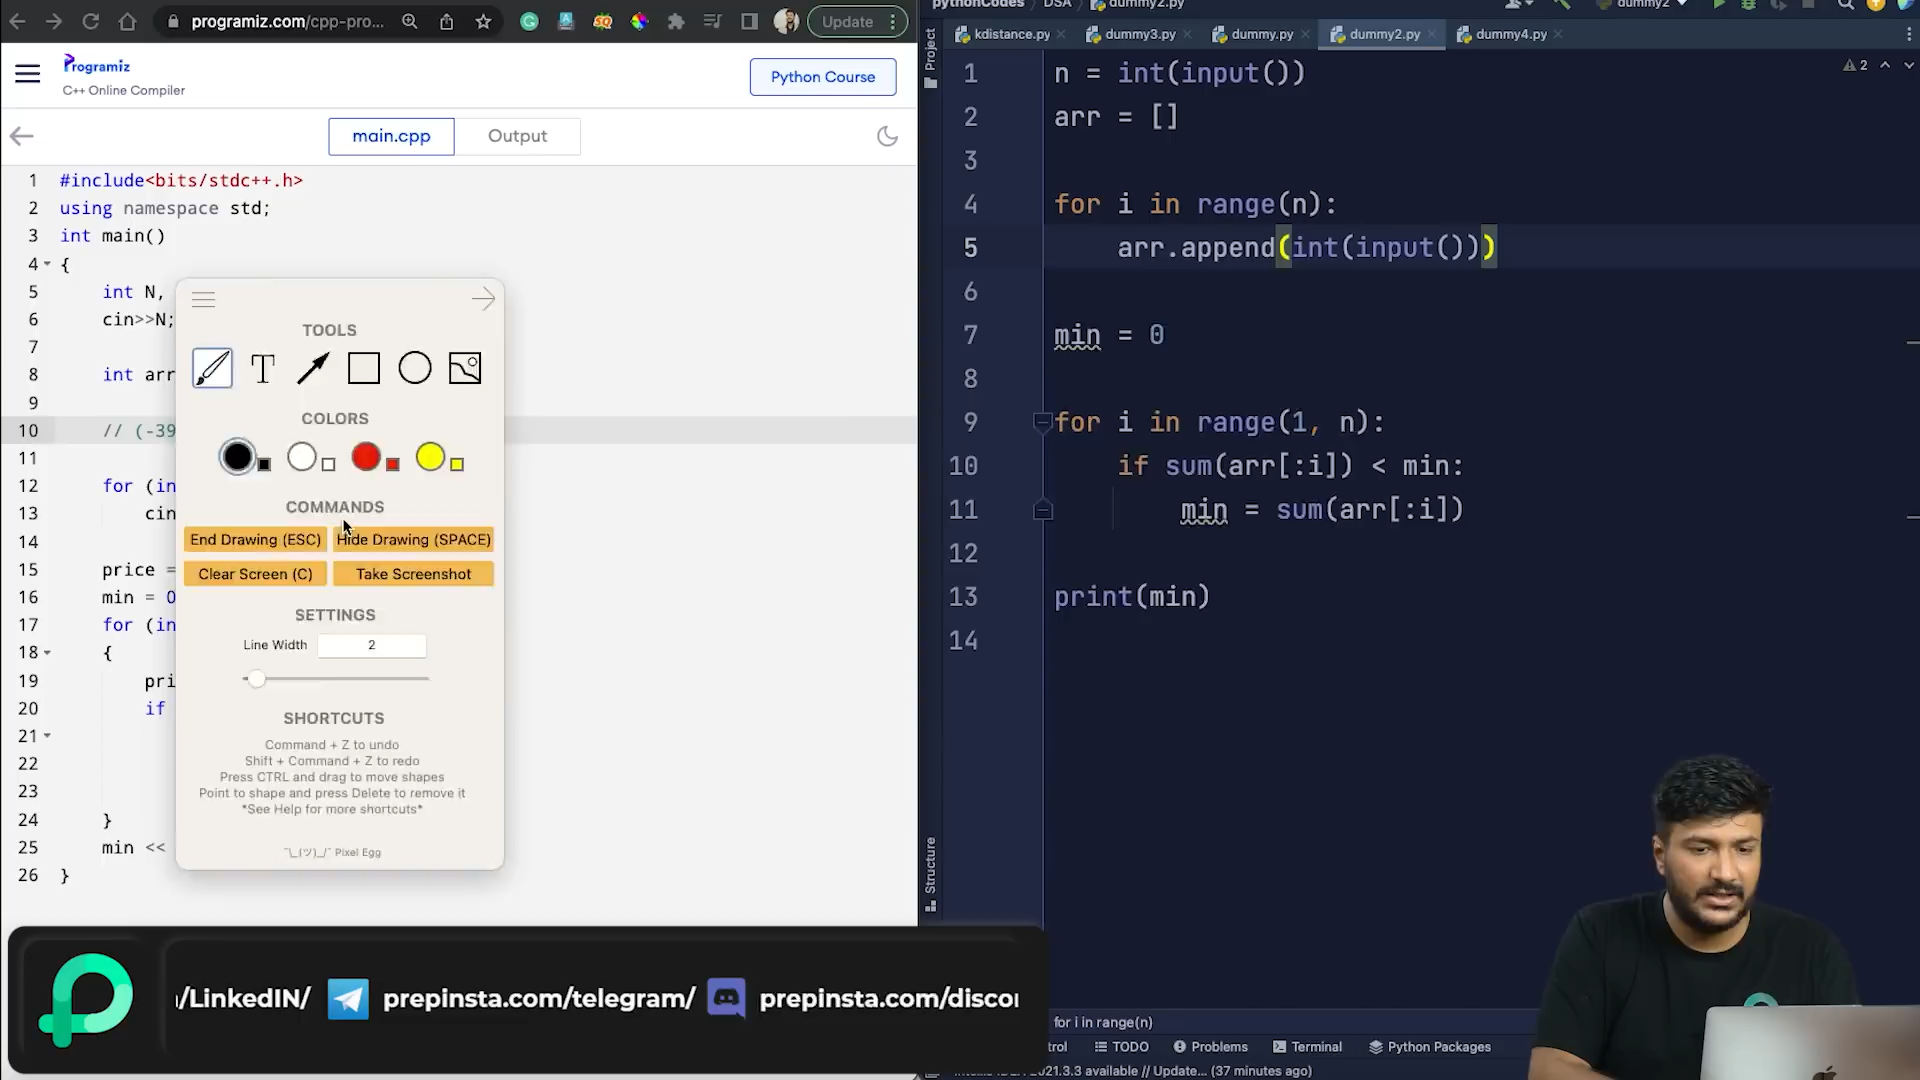 programiz.com/cpp-pro...
Update
Programiz
C++ Online Compiler
Python Course
main.cpp
Output
1 #include<bits/stdc++.h>
2 using namespace std;
3 int main()
4 {
5 int N,
6 cin>>N;
7
8 int arr
9
10 // (-39
11
12 for (in
13 cin
14
15 price =
16 min = 0
17 for (in
18 {
19 pri
20 if
21
22
23
24 }
25 min <<
26 }
TOOLS
T
COLORS
COMMANDS
End Drawing (ESC) Hide Drawing (SPACE)
Clear Screen (C) Take Screenshot
SETTINGS
Line Width 2
SHORTCUTS
Command + Z to undo
Shift + Command + Z to redo
Press CTRL and drag to move shapes
Point to shape and press Delete to remove it
*See Help for more shortcuts*
¯\_(ツ)_/¯ Pixel Egg
pythonCodes DSA dummy2.py
dummy2
Project
kdistance.py dummy3.py dummy.py dummy2.py dummy4.py
2
1 n = int(input())
2 arr = []
3
4 for i in range(n):
5 arr.append(int(input()))
6
7 min = 0
8
9 for i in range(1, n):
10 if sum(arr[:i]) < min:
11 min = sum(arr[:i])
12
13 print(min)
14
Structure
for i in range(n)
TODO Problems Terminal Python Packages
2021.3.3 available // Update... (37 minutes ago)
/LinkedIN/ prepinsta.com/telegram/ prepinsta.com/disco